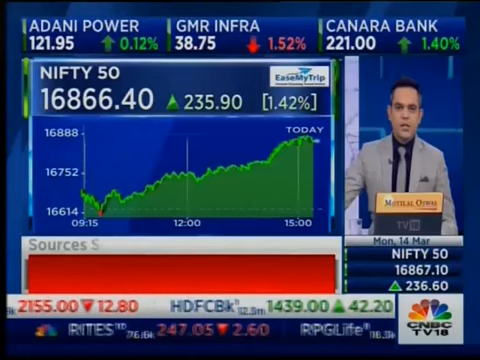 ADANI POWER
121.95 0.12%
GMR INFRA
38.75 1.52%
CANARA BANK
221.00 1.40%
NIFTY 50
EaseMyTrip
16866.40 235.90 [1.42%]
16888
TODAY
16752
16614
09:15 12:00 15:00
MOTILAL OSWAL
TV18
Mon, 14 Mar
NIFTY 50
16867.10
236.60
Sources S
2155.00 12.80 HDFCBk 1439.00 42.20
RITES 247.05 2.60 RPGLife
CNBC
TV18